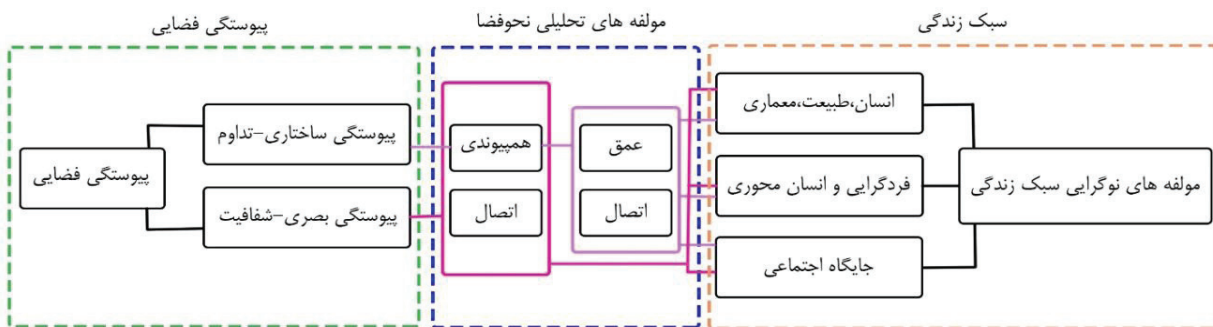 سبک زندگی
مولفه های تحلیلی نحوفضا
پیوستگی فضایی
مولفه های نوگرایی سبک زندگی
انسان،طبیعت،معماری
فردگرایی و انسان محوری
جایگاه اجتماعی
عمق
اتصال
همپیوندی
اتصال
پیوستگی ساختاری-تداوم
پیوستگی بصری-شفافیت
پیوستگی فضایی